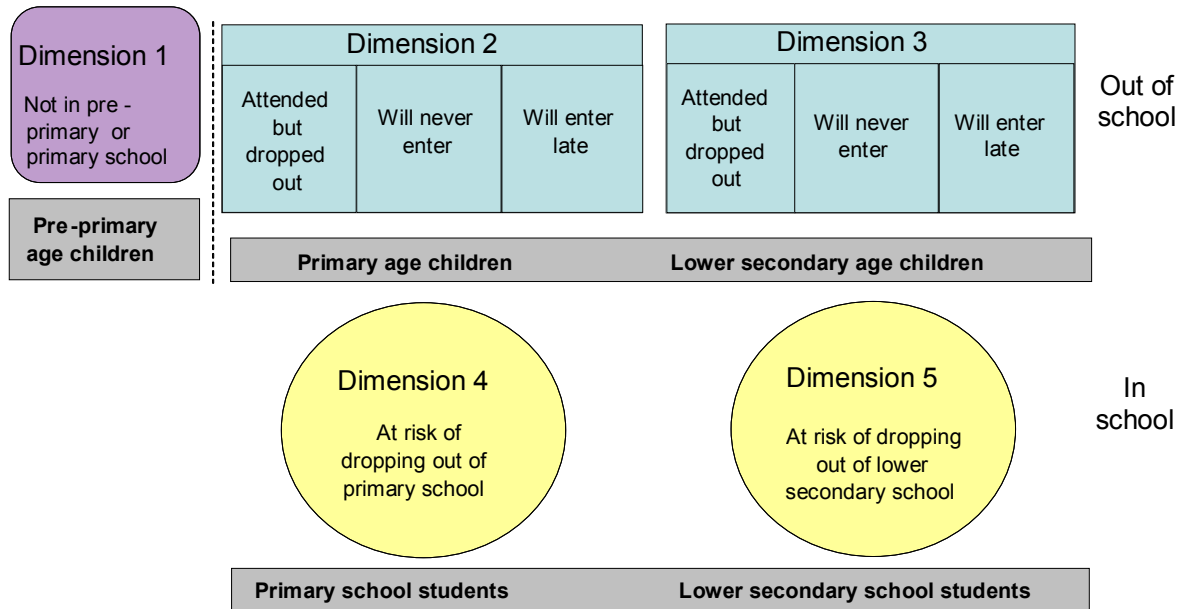 Dimension 1
Not in pre -
primary or
primary school
Pre-primary
age children
Dimension 2
Attended
but
dropped
out
Will never
enter
Will enter
late
Dimension 3
Attended
but
dropped
out
Will never
enter
Will enter
late
Out of
school
Primary age children
Lower secondary age children
Dimension 4
At risk of
dropping out of
primary school
Dimension 5
At risk of dropping
out of lower
secondary school
In
school
Primary school students
Lower secondary school students